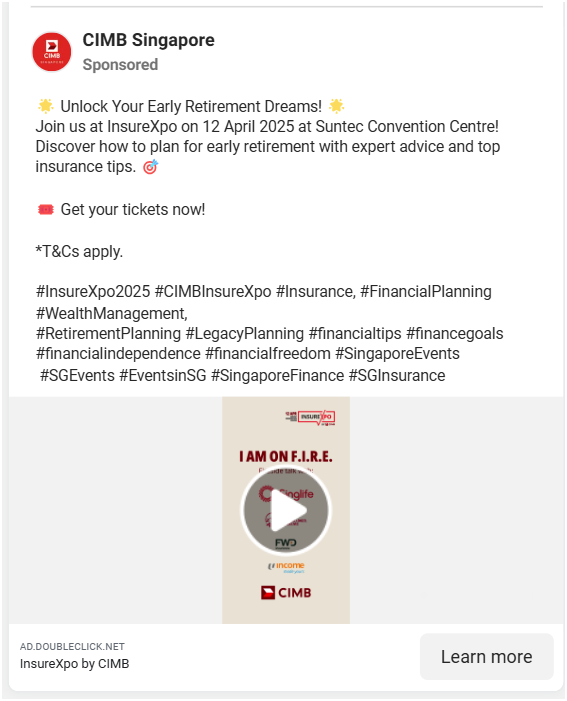 CIMB
SINGAPORE
CIMB Singapore
Sponsored
🌟 Unlock Your Early Retirement Dreams! 🌟
Join us at InsureXpo on 12 April 2025 at Suntec Convention Centre!
Discover how to plan for early retirement with expert advice and top
insurance tips. 🎯
🎟️ Get your tickets now!
*T&Cs apply.
#InsureXpo2025 #CIMBInsureXpo #Insurance, #FinancialPlanning
#WealthManagement,
#RetirementPlanning #LegacyPlanning #financialtips #financegoals
#financialindependence #financialfreedom #SingaporeEvents
#SGEvents #EventsinSG #SingaporeFinance #SGInsurance
INSUREXPO
I AM ON F.I.R.E.
Singlife
FWD
income
CIMB
AD.DOUBLECLICK.NET
InsureXpo by CIMB
Learn more